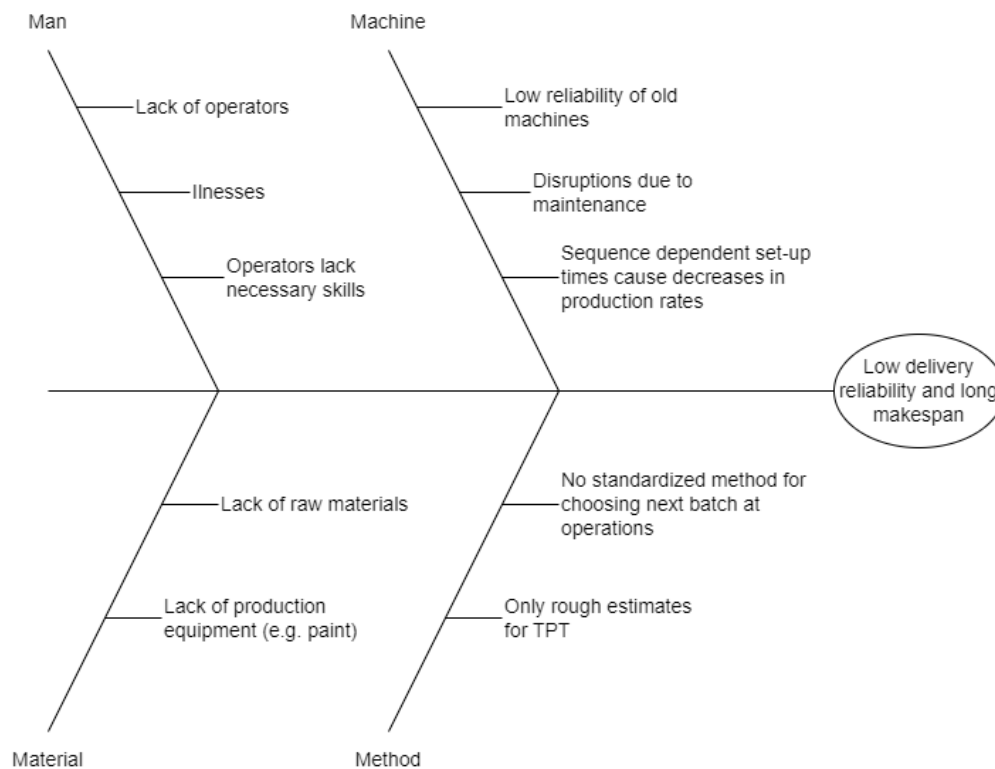 Man
Machine
Lack of operators
Low reliability of old
machines
Ilnesses
Disruptions due to
maintenance
Operators lack
necessary skills
Sequence dependent set-up
times cause decreases in
production rates
Low delivery
reliability and long
makespan
Lack of raw materials
No standardized method for
choosing next batch at
operations
Lack of production
equipment (e.g. paint)
Only rough estimates
for TPT
Material
Method